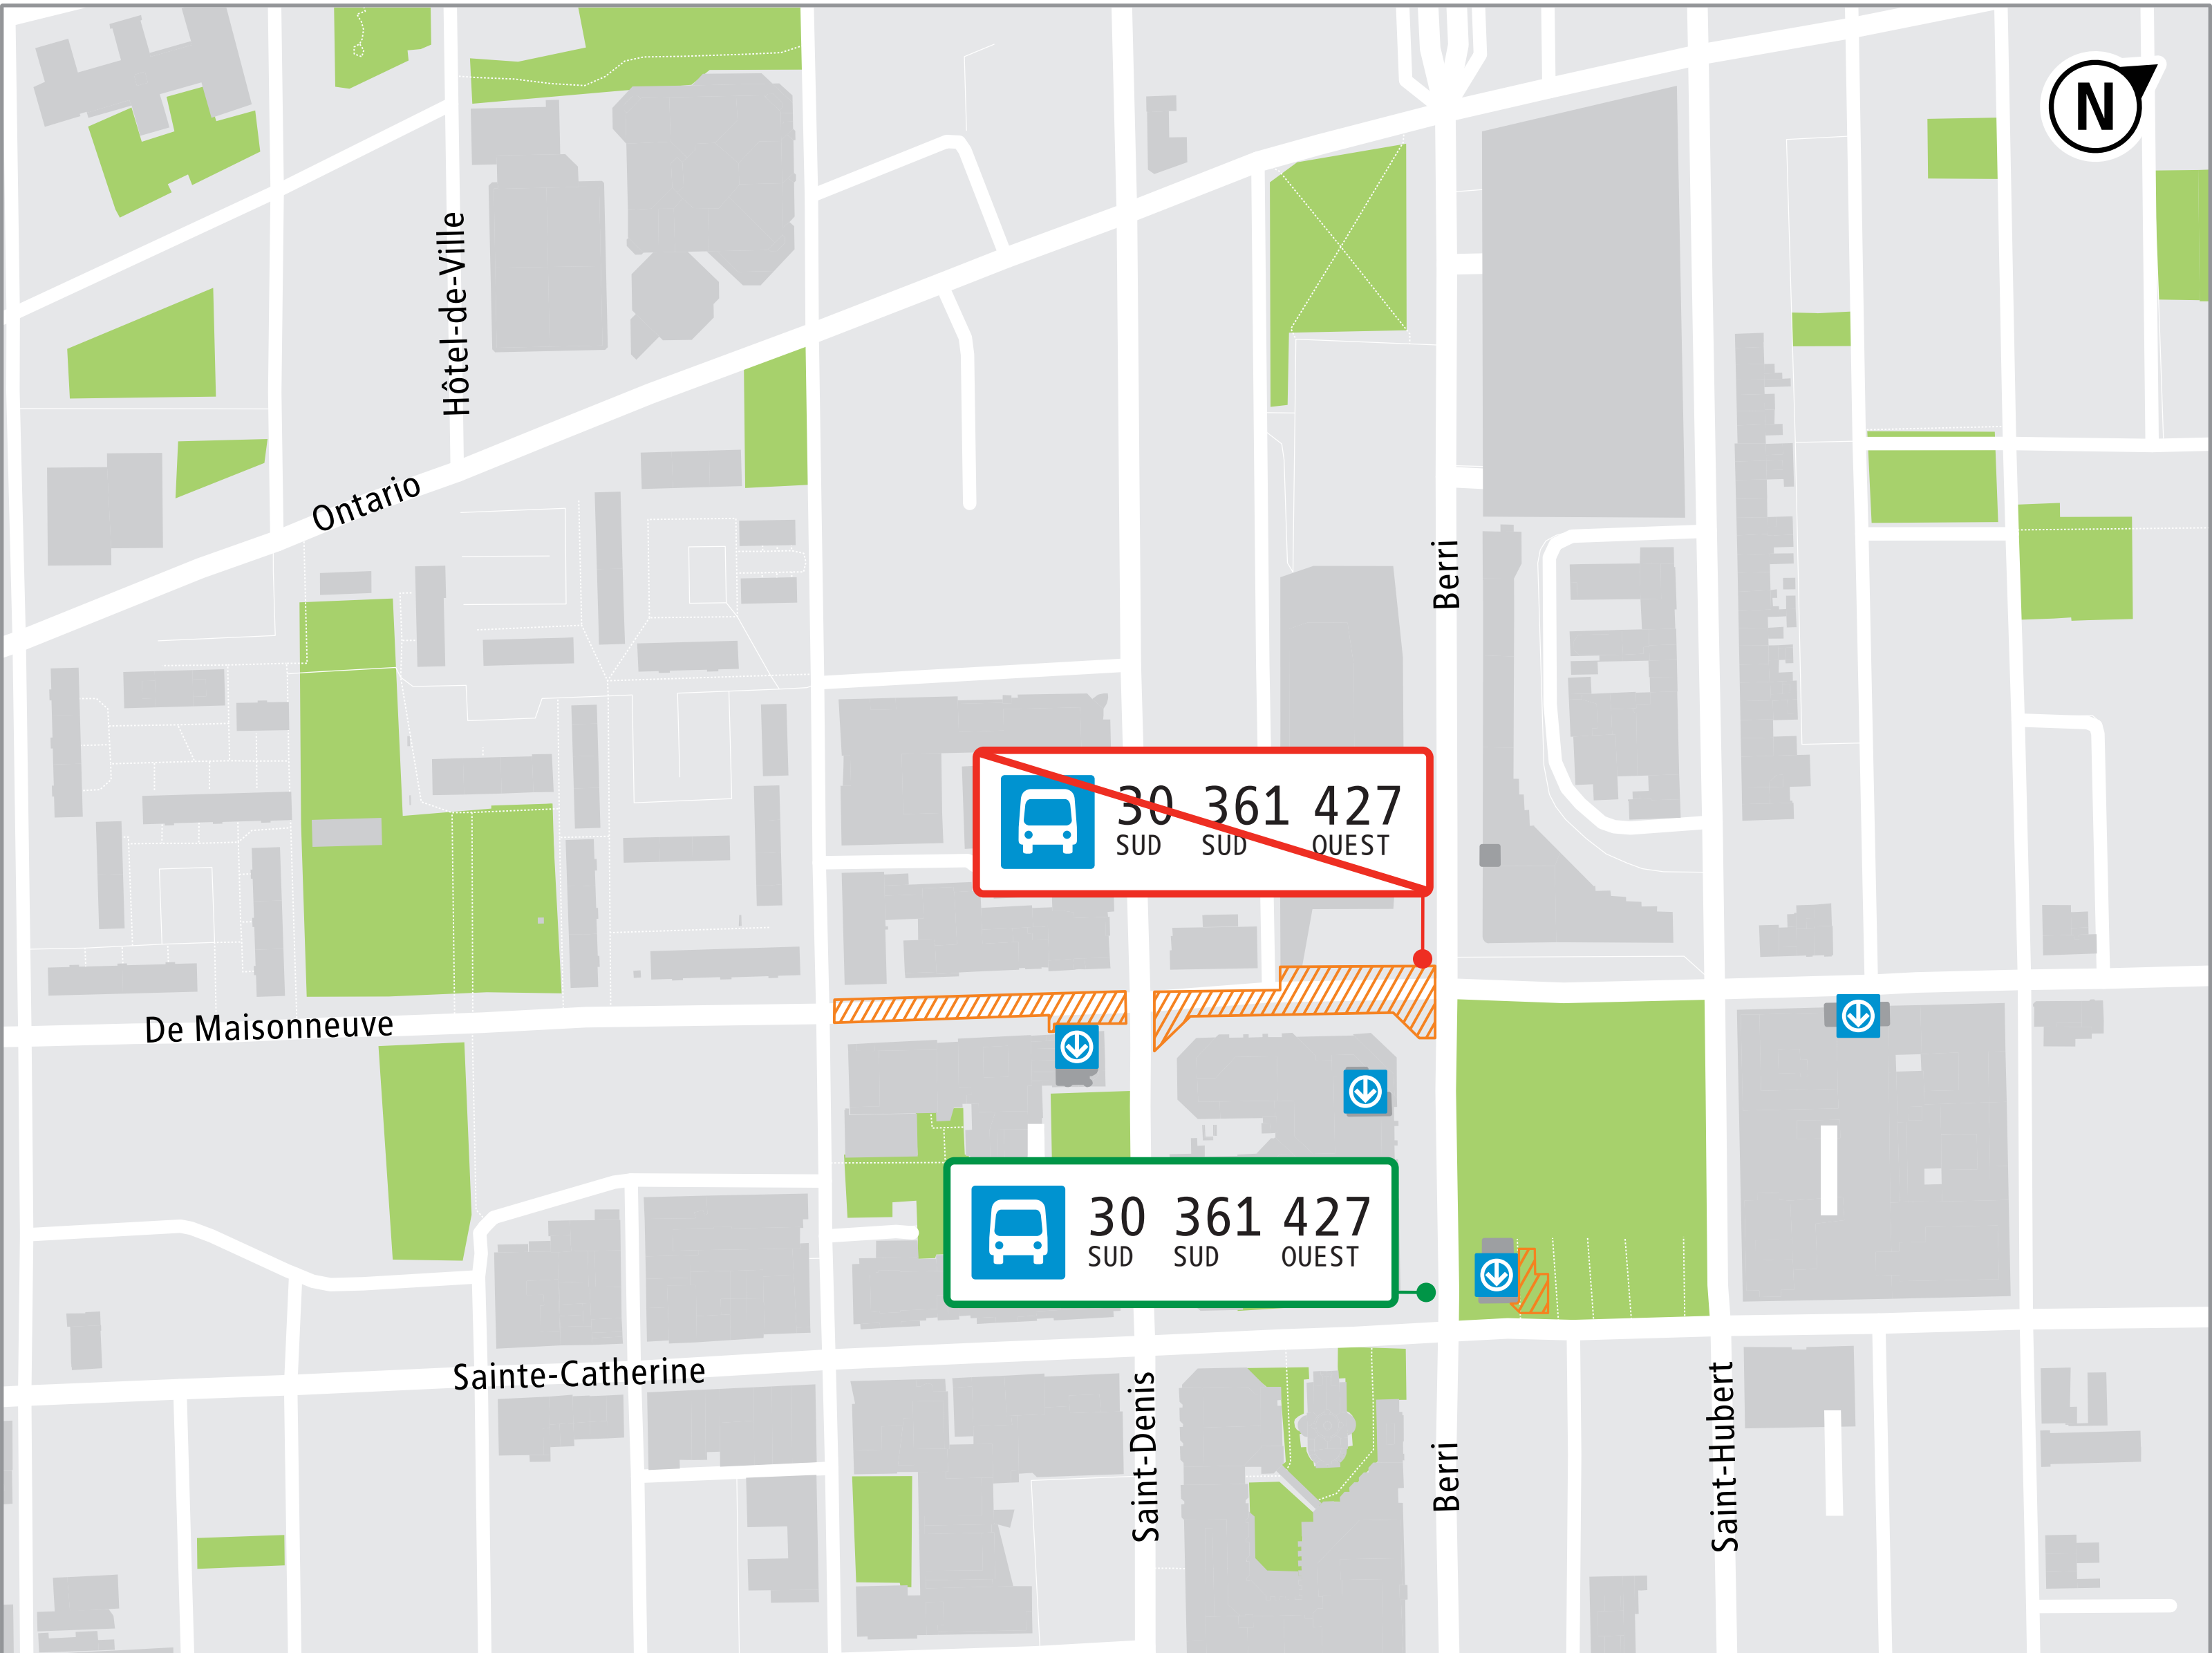 N
Hôtel-de-Ville
Ontario
Berri
30 361 427
SUD SUD OUEST
De Maisonneuve
30 361 427
SUD SUD OUEST
Sainte-Catherine
Saint-Denis
Berri
Saint-Hubert